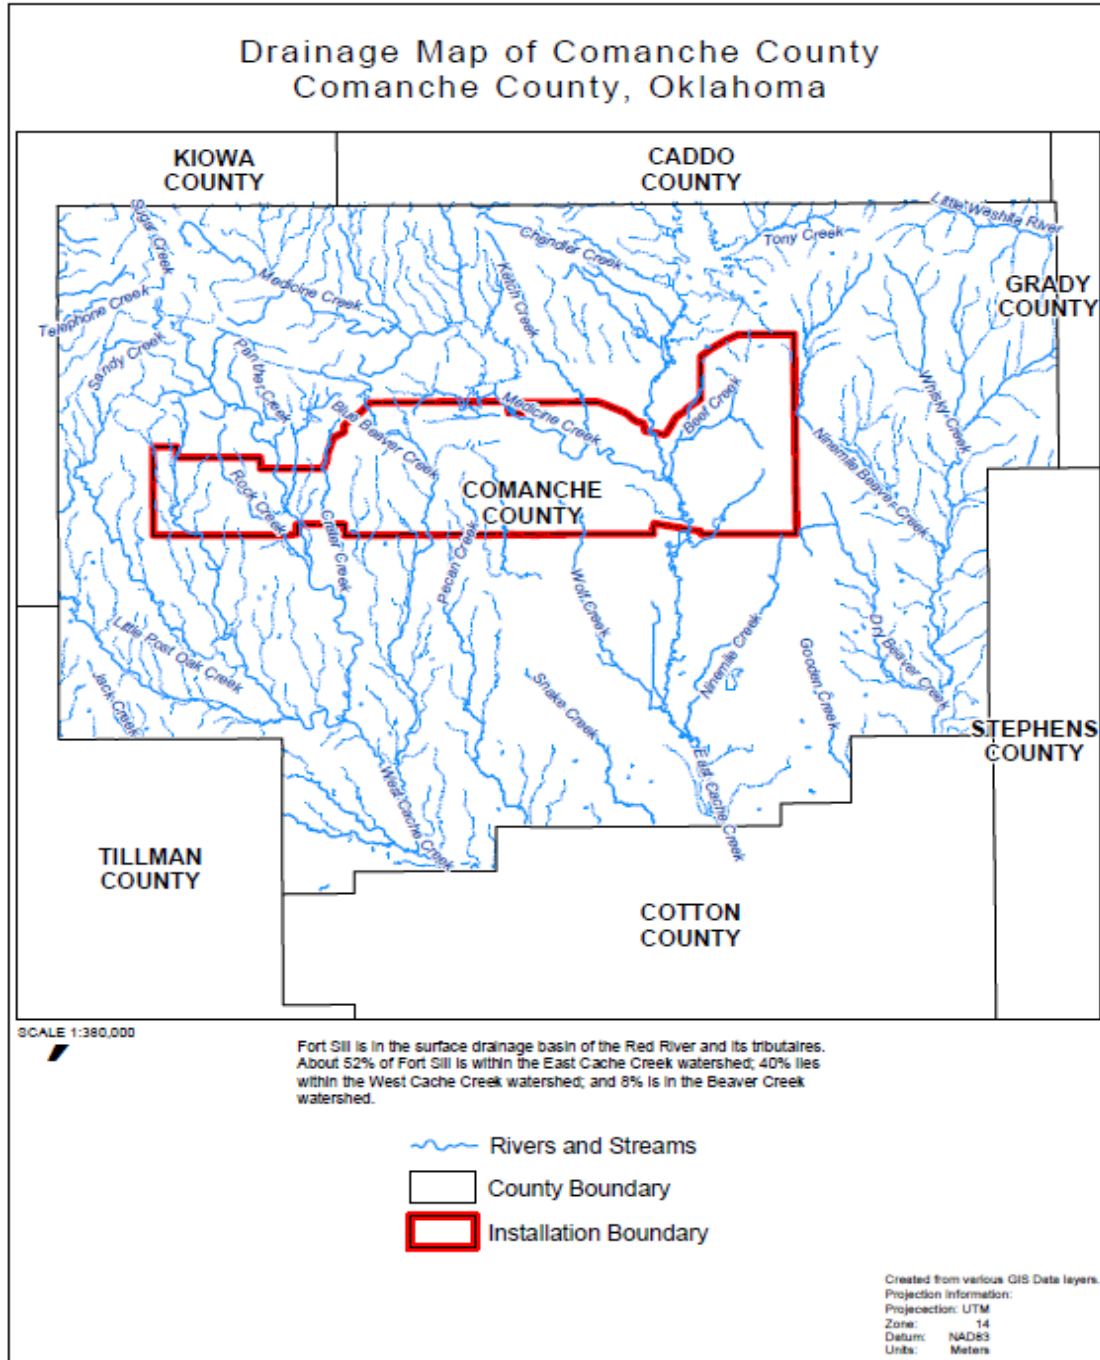 Drainage Map of Comanche County
Comanche County, Oklahoma
KIOWA
COUNTY
CADDO
COUNTY
Sugar Creek
Little Washita River
Chandler Creek
Tony Creek
Ketch Creek
Medicine Creek
GRADY
COUNTY
Telephone Creek
Sandy Creek
Panther Creek
Blue Beaver Creek
Medicine Creek
Beef Creek
Whisky Creek
Ninemile Beaver Creek
Rock Creek
COMANCHE
COUNTY
Crater Creek
Pecan Creek
Wolf Creek
Ninemile Creek
Gooden Creek
Dry Beaver Creek
Little Post Oak Creek
Jack Creek
Snake Creek
STEPHENS
COUNTY
West Cache Creek
East Cache Creek
TILLMAN
COUNTY
COTTON
COUNTY
SCALE 1:380,000
Fort Sill is in the surface drainage basin of the Red River and its tributaires.
About 52% of Fort Sill is within the East Cache Creek watershed; 40% lies
within the West Cache Creek watershed; and 8% is in the Beaver Creek
watershed.
Rivers and Streams
County Boundary
Installation Boundary
Created from various GIS Data layers.
Projection Information:
Projecection: UTM
Zone: 14
Datum: NAD83
Units: Meters